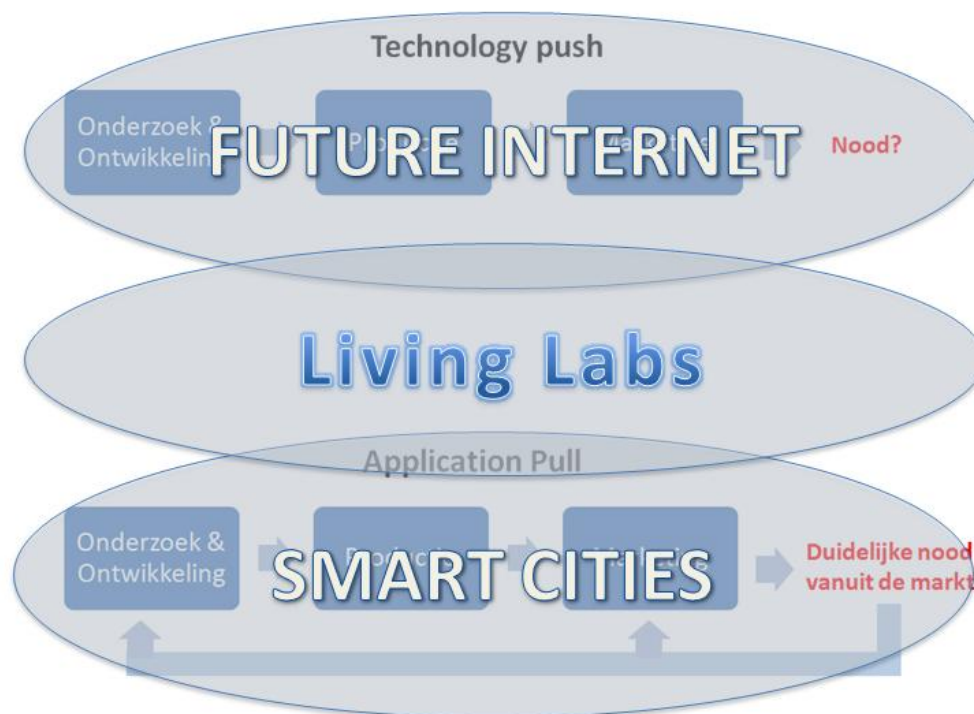 Technology push
Onderzoek &
Ontwikkeling
FUTURE INTERNET
Nood?
Living Labs
Application Pull
Onderzoek &
Ontwikkeling
SMART CITIES
Duidelijke nood
vanuit de markt